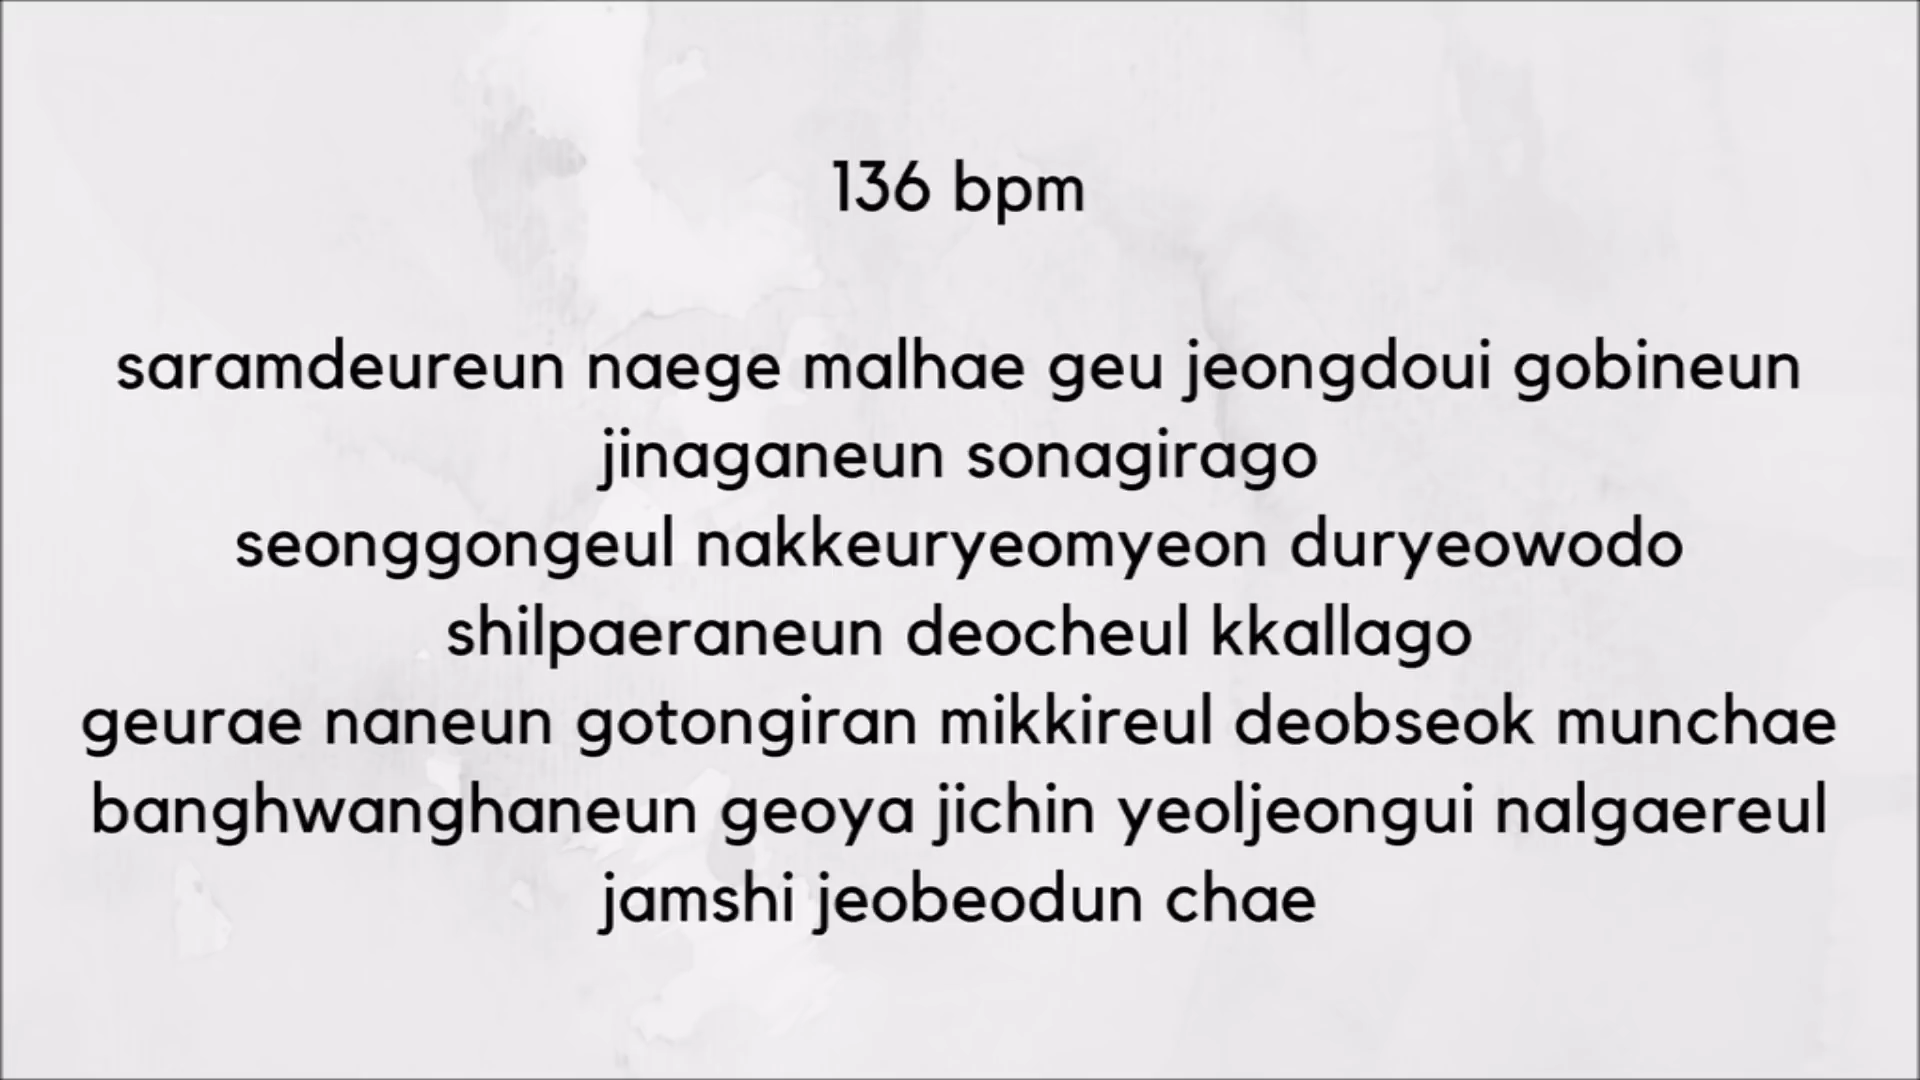 136 bpm
saramdeureun naege malhae geu jeongdoui gobineun
jinaganeun sonagirago
seonggongeul nakkeuryeomyeon duryeowodo
shilpaeraneun deocheul kkallago
geurae naneun gotongiran mikkireul deobseok munchae
banghwanghaneun geoya jichin yeoljeongui nalgaereul
jamshi jeobeodun chae